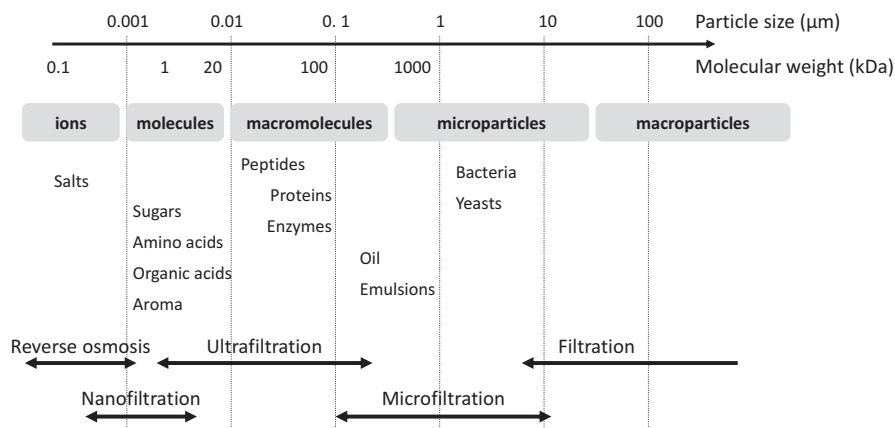 0.001 0.01 0. 1 1 10 100 Particle size (µm)
0.1 1 20 100 1000 Molecular weight (kDa)
ions molecules macromolecules microparticles macroparticles
Peptides Bacteria
Salts
Proteins Yeasts
Sugars
Enzymes
Amino acids
Oil
Organic acids
Emulsions
Aroma
Reverse osmosis Ultrafiltration Filtration
Nanofiltration Microfiltration